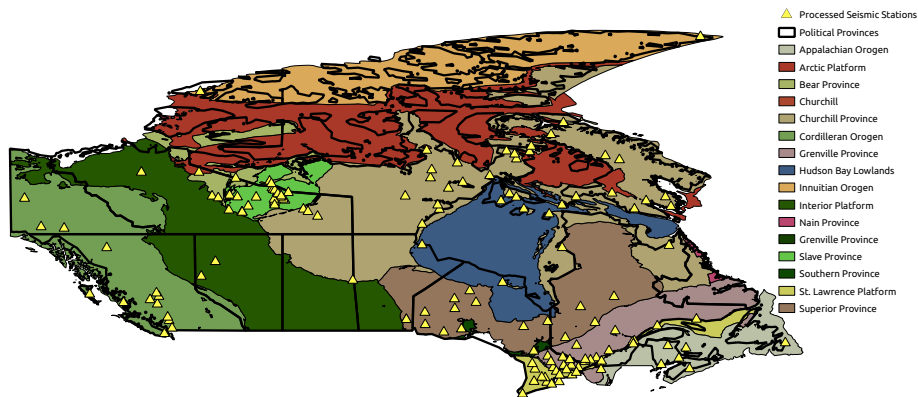 Processed Seismic Stations
Political Provinces
Appalachian Orogen
Arctic Platform
Bear Province
Churchill
Churchill Province
Cordilleran Orogen
Grenville Province
Hudson Bay Lowlands
Innuitian Orogen
Interior Platform
Nain Province
Grenville Province
Slave Province
Southern Province
St. Lawrence Platform
Superior Province